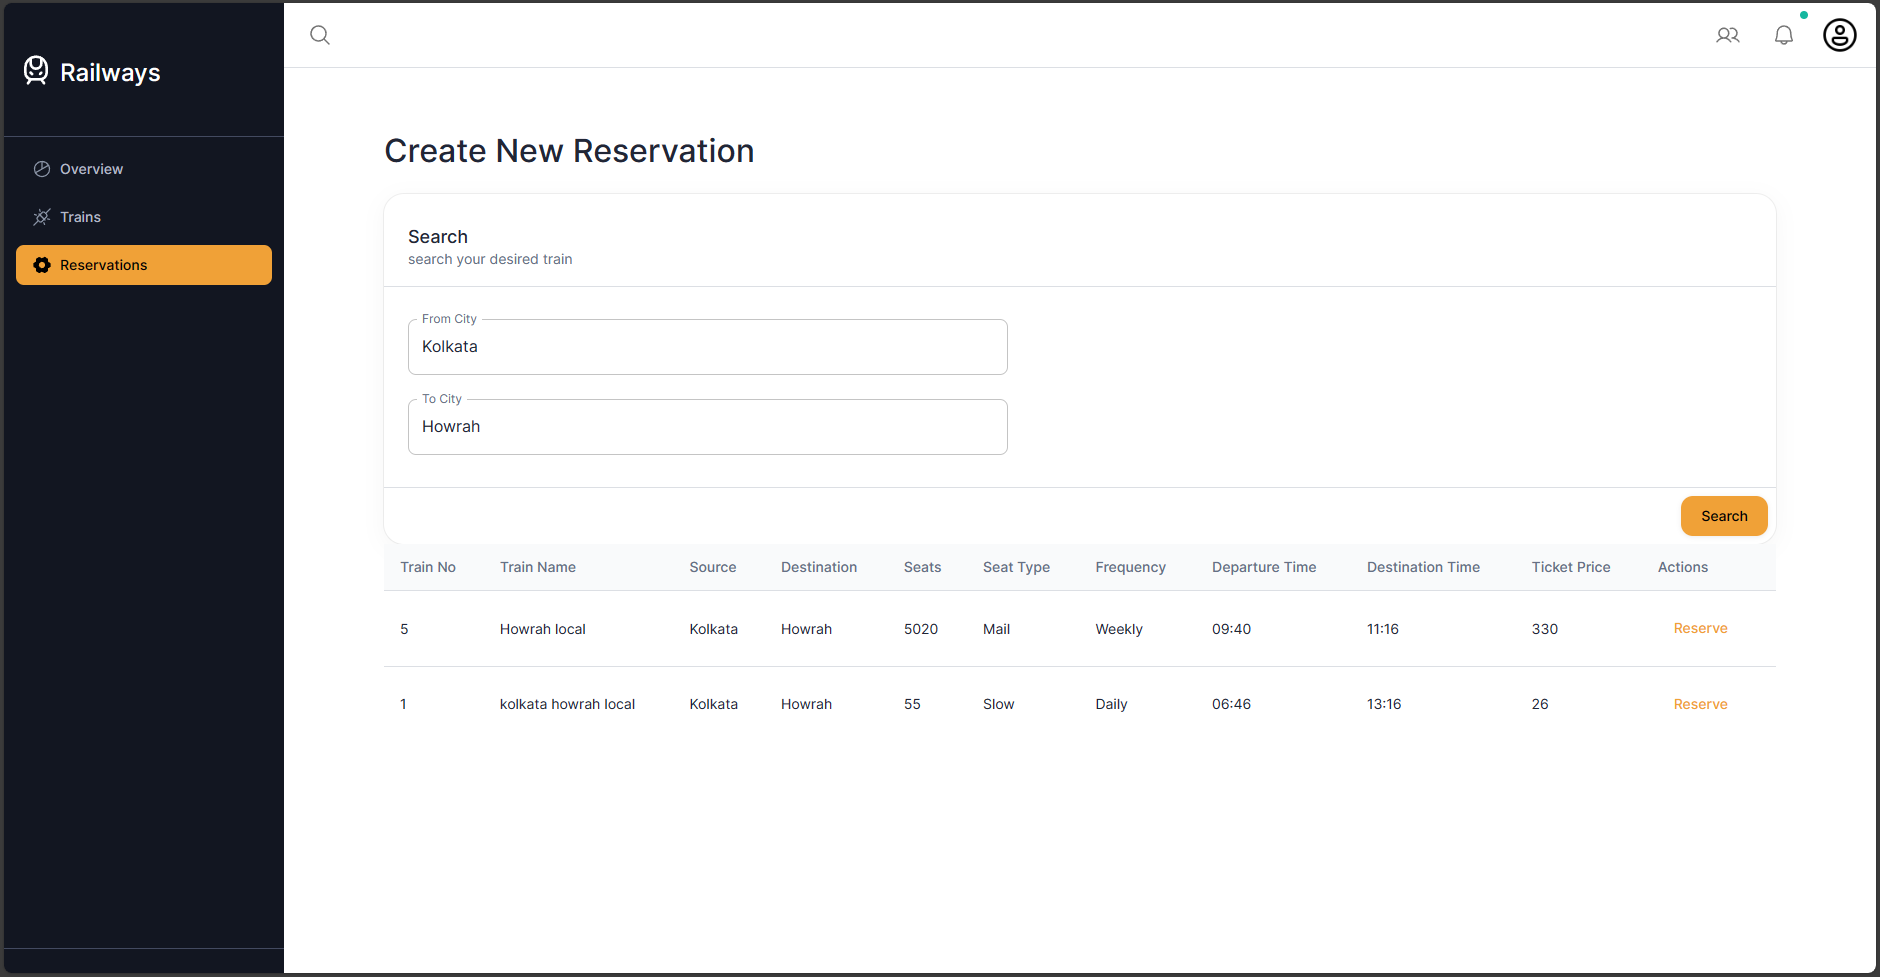 Railways
Overview
Trains
Reservations
Create New Reservation
Search
search your desired train
From City
Kolkata
To City
Howrah
Search
Train No Train Name Source Destination Seats Seat Type Frequency Departure Time Destination Time Ticket Price Actions
5 Howrah local Kolkata Howrah 5020 Mail Weekly 09:40 11:16 330 Reserve
1 kolkata howrah local Kolkata Howrah 55 Slow Daily 06:46 13:16 26 Reserve